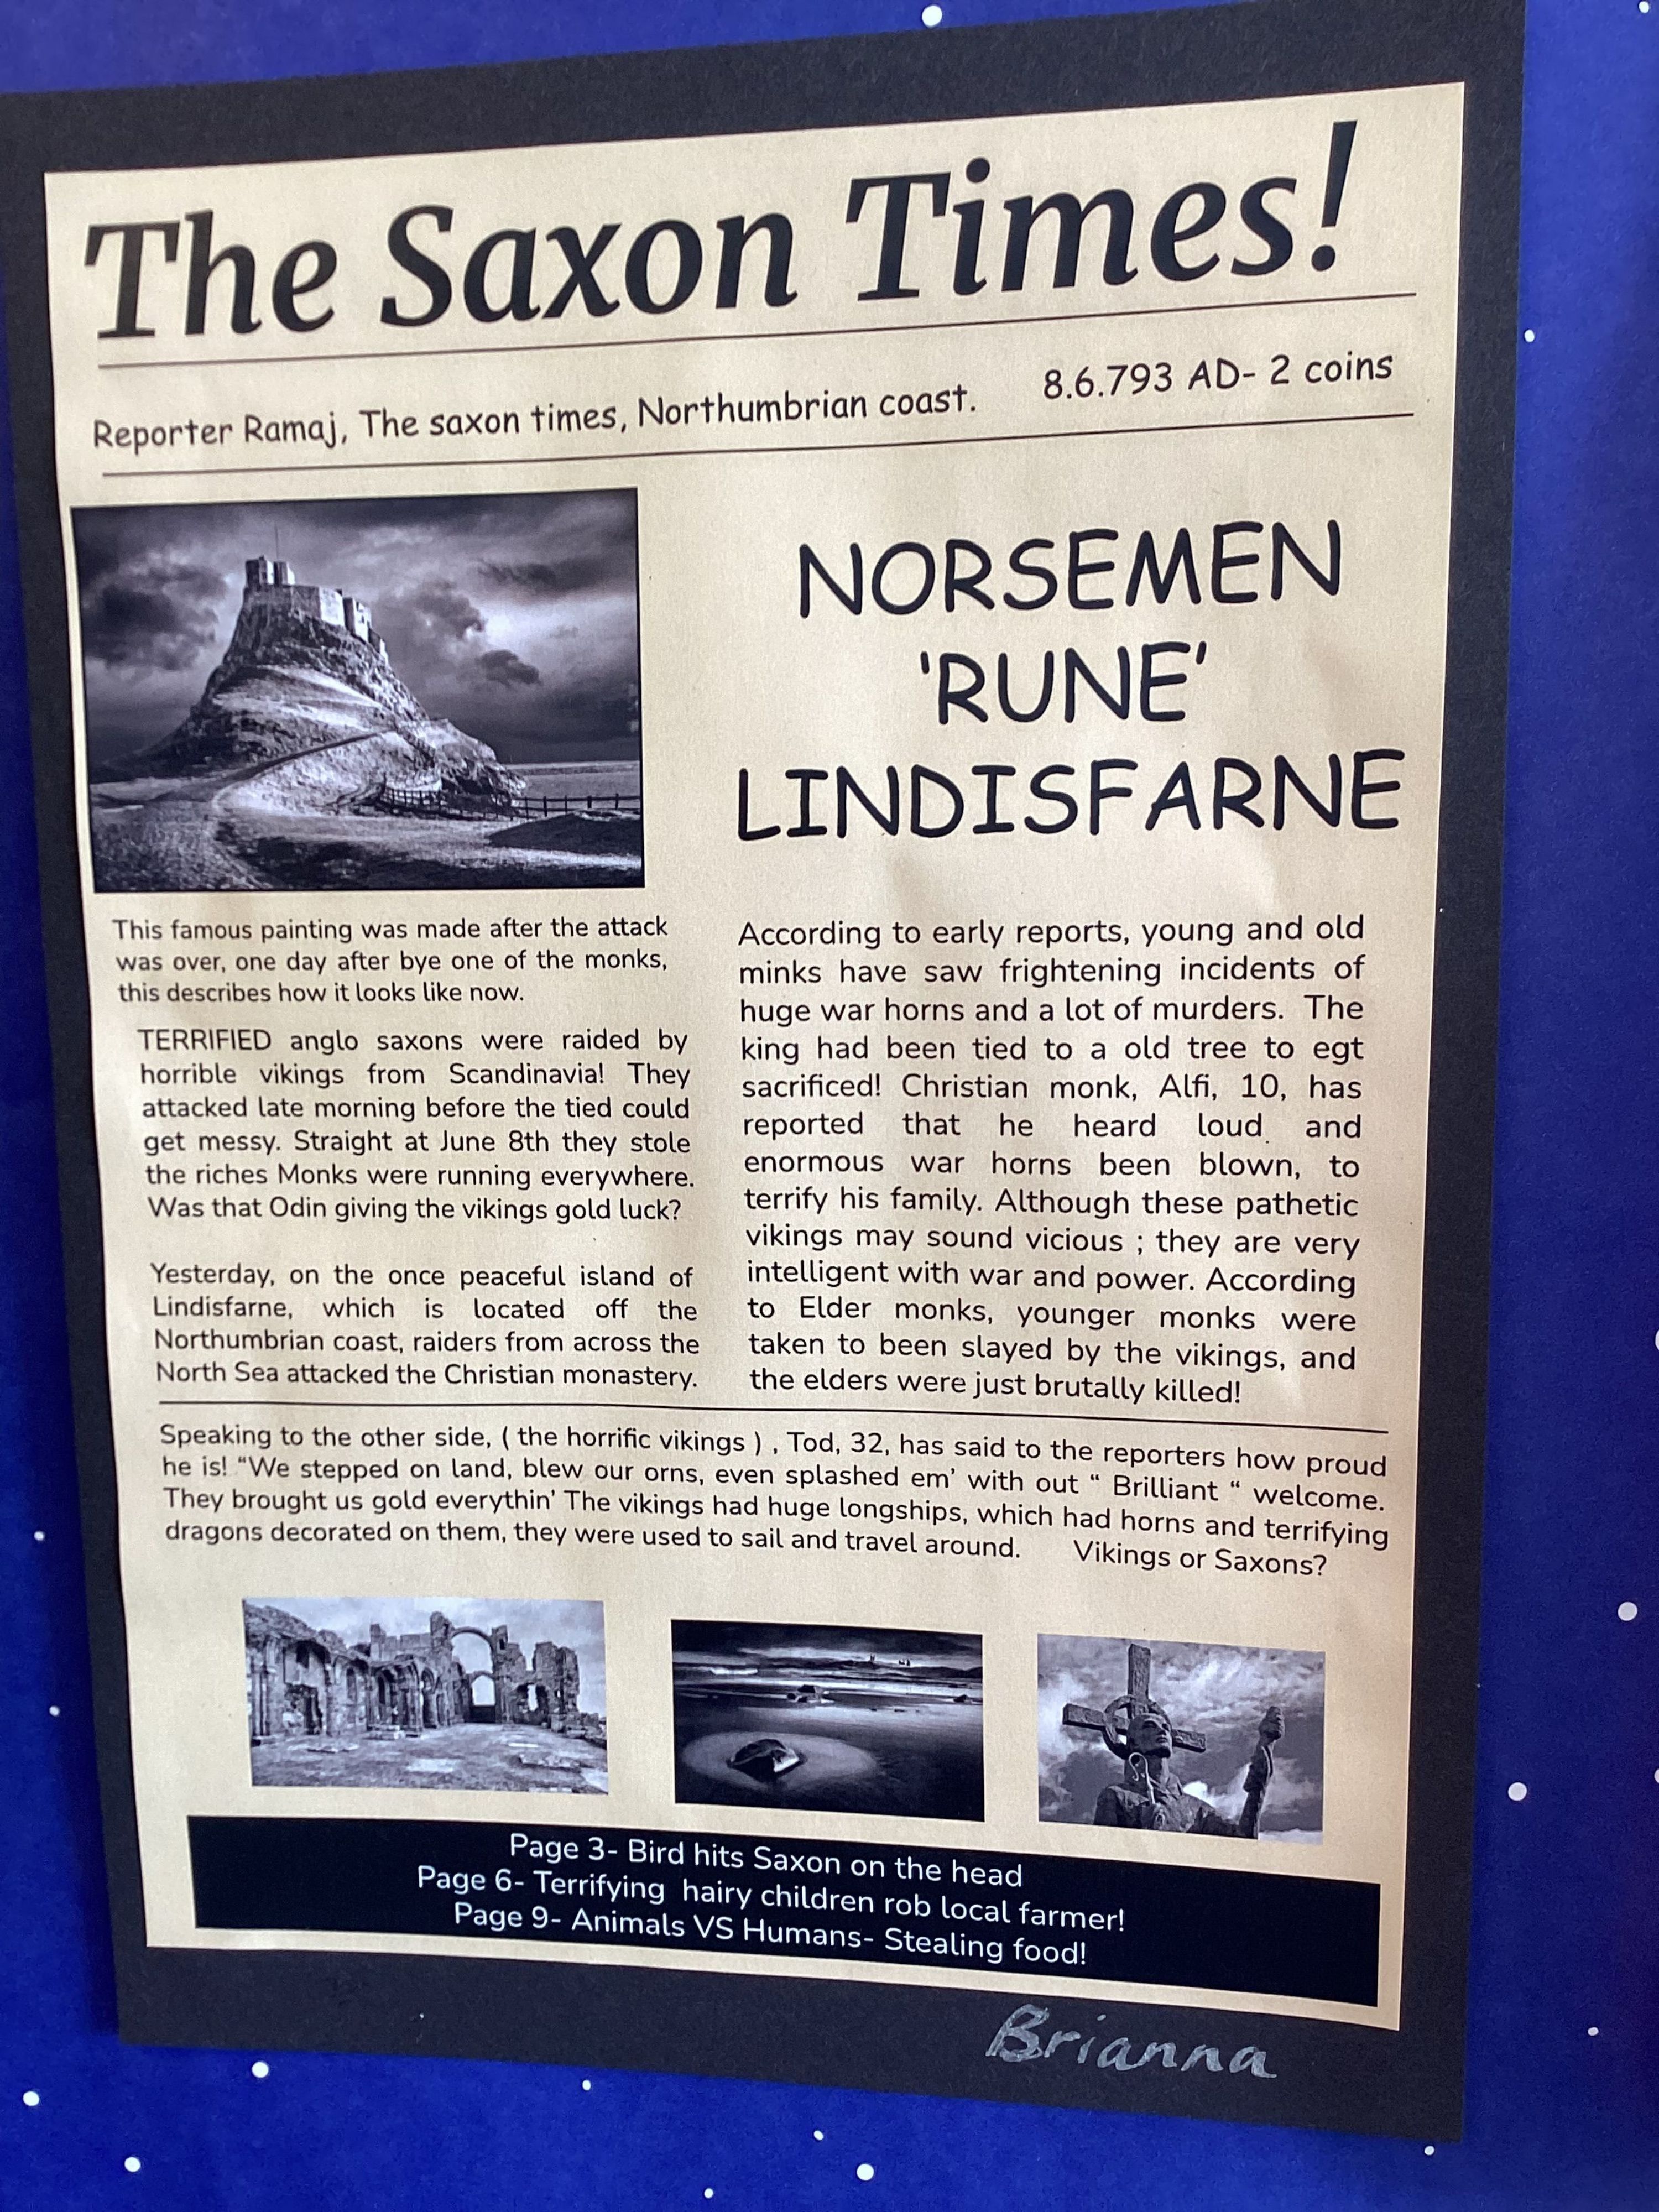 The Saxon Times!
Reporter Ramaj, The saxon times, Northumbrian coast.
8.6.793 AD- 2 coins
NORSEMEN
'RUNE'
LINDISFARNE
This famous painting was made after the attack
was over, one day after bye one of the monks,
this describes how it looks like now.
TERRIFIED anglo saxons were raided by
horrible vikings from Scandinavia! They
attacked late morning before the tied could
get messy. Straight at June 8th they stole
the riches Monks were running everywhere.
Was that Odin giving the vikings gold luck?
Yesterday, on the once peaceful island of
Lindisfarne, which is located off the
Northumbrian coast, raiders from across the
North Sea attacked the Christian monastery.
According to early reports, young and old
minks have saw frightening incidents of
huge war horns and a lot of murders. The
king had been tied to a old tree to egt
sacrificed! Christian monk, Alfi, 10, has
reported that he heard loud and
enormous war horns been blown, to
terrify his family. Although these pathetic
vikings may sound vicious ; they are very
intelligent with war and power. According
to Elder monks, younger monks were
taken to been slayed by the vikings, and
the elders were just brutally killed!
Speaking to the other side, ( the horrific vikings ) , Tod, 32, has said to the reporters how proud
he is! “We stepped on land, blew our orns, even splashed em’ with out “ Brilliant “ welcome.
They brought us gold everythin’ The vikings had huge longships, which had horns and terrifying
dragons decorated on them, they were used to sail and travel around. Vikings or Saxons?
Page 3- Bird hits Saxon on the head
Page 6- Terrifying hairy children rob local farmer!
Page 9- Animals VS Humans- Stealing food!
Brianna